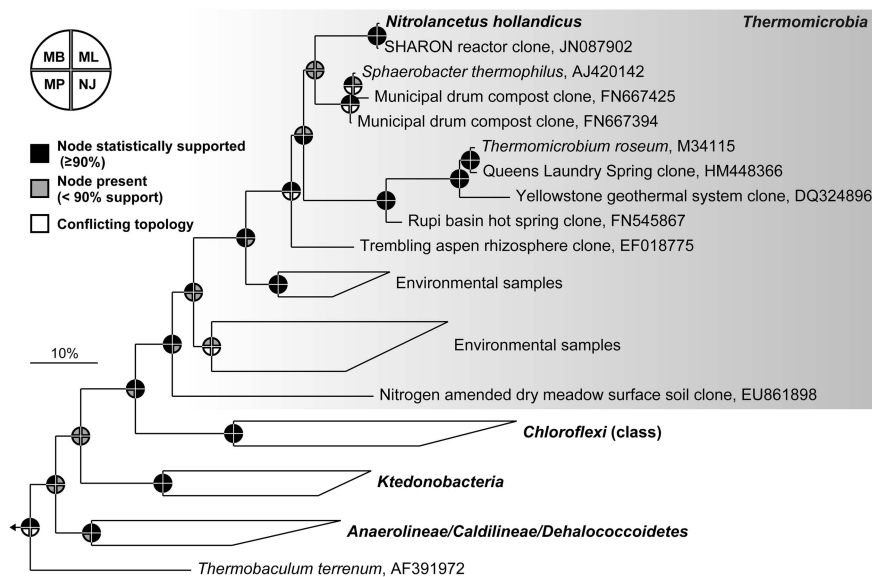 Nitrolancetus hollandicus
Thermomicrobia
SHARON reactor clone, JN087902
MB ML
MP NJ
Sphaerobacter thermophilus, AJ420142
Municipal drum compost clone, FN667425
Municipal drum compost clone, FN667394
Node statistically supported
(≥90%)
Node present
(< 90% support)
Conflicting topology
Thermomicrobium roseum, M34115
Queens Laundry Spring clone, HM448366
Yellowstone geothermal system clone, DQ324896
Rupi basin hot spring clone, FN545867
Trembling aspen rhizosphere clone, EF018775
Environmental samples
Environmental samples
10%
Nitrogen amended dry meadow surface soil clone, EU861898
Chloroflexi (class)
Ktedonobacteria
Anaerolineae/Caldilineae/Dehalococcoidetes
Thermobaculum terrenum, AF391972